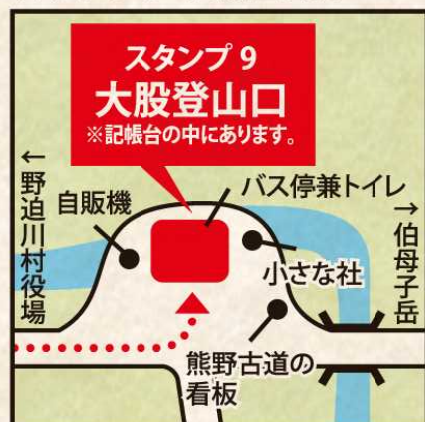 スタンプ 9
大股登山口
※記帳台の中にあります。
←野迫川村役場
自販機
バス停兼トイレ
→伯母子岳
小さな社
熊野古道の
看板